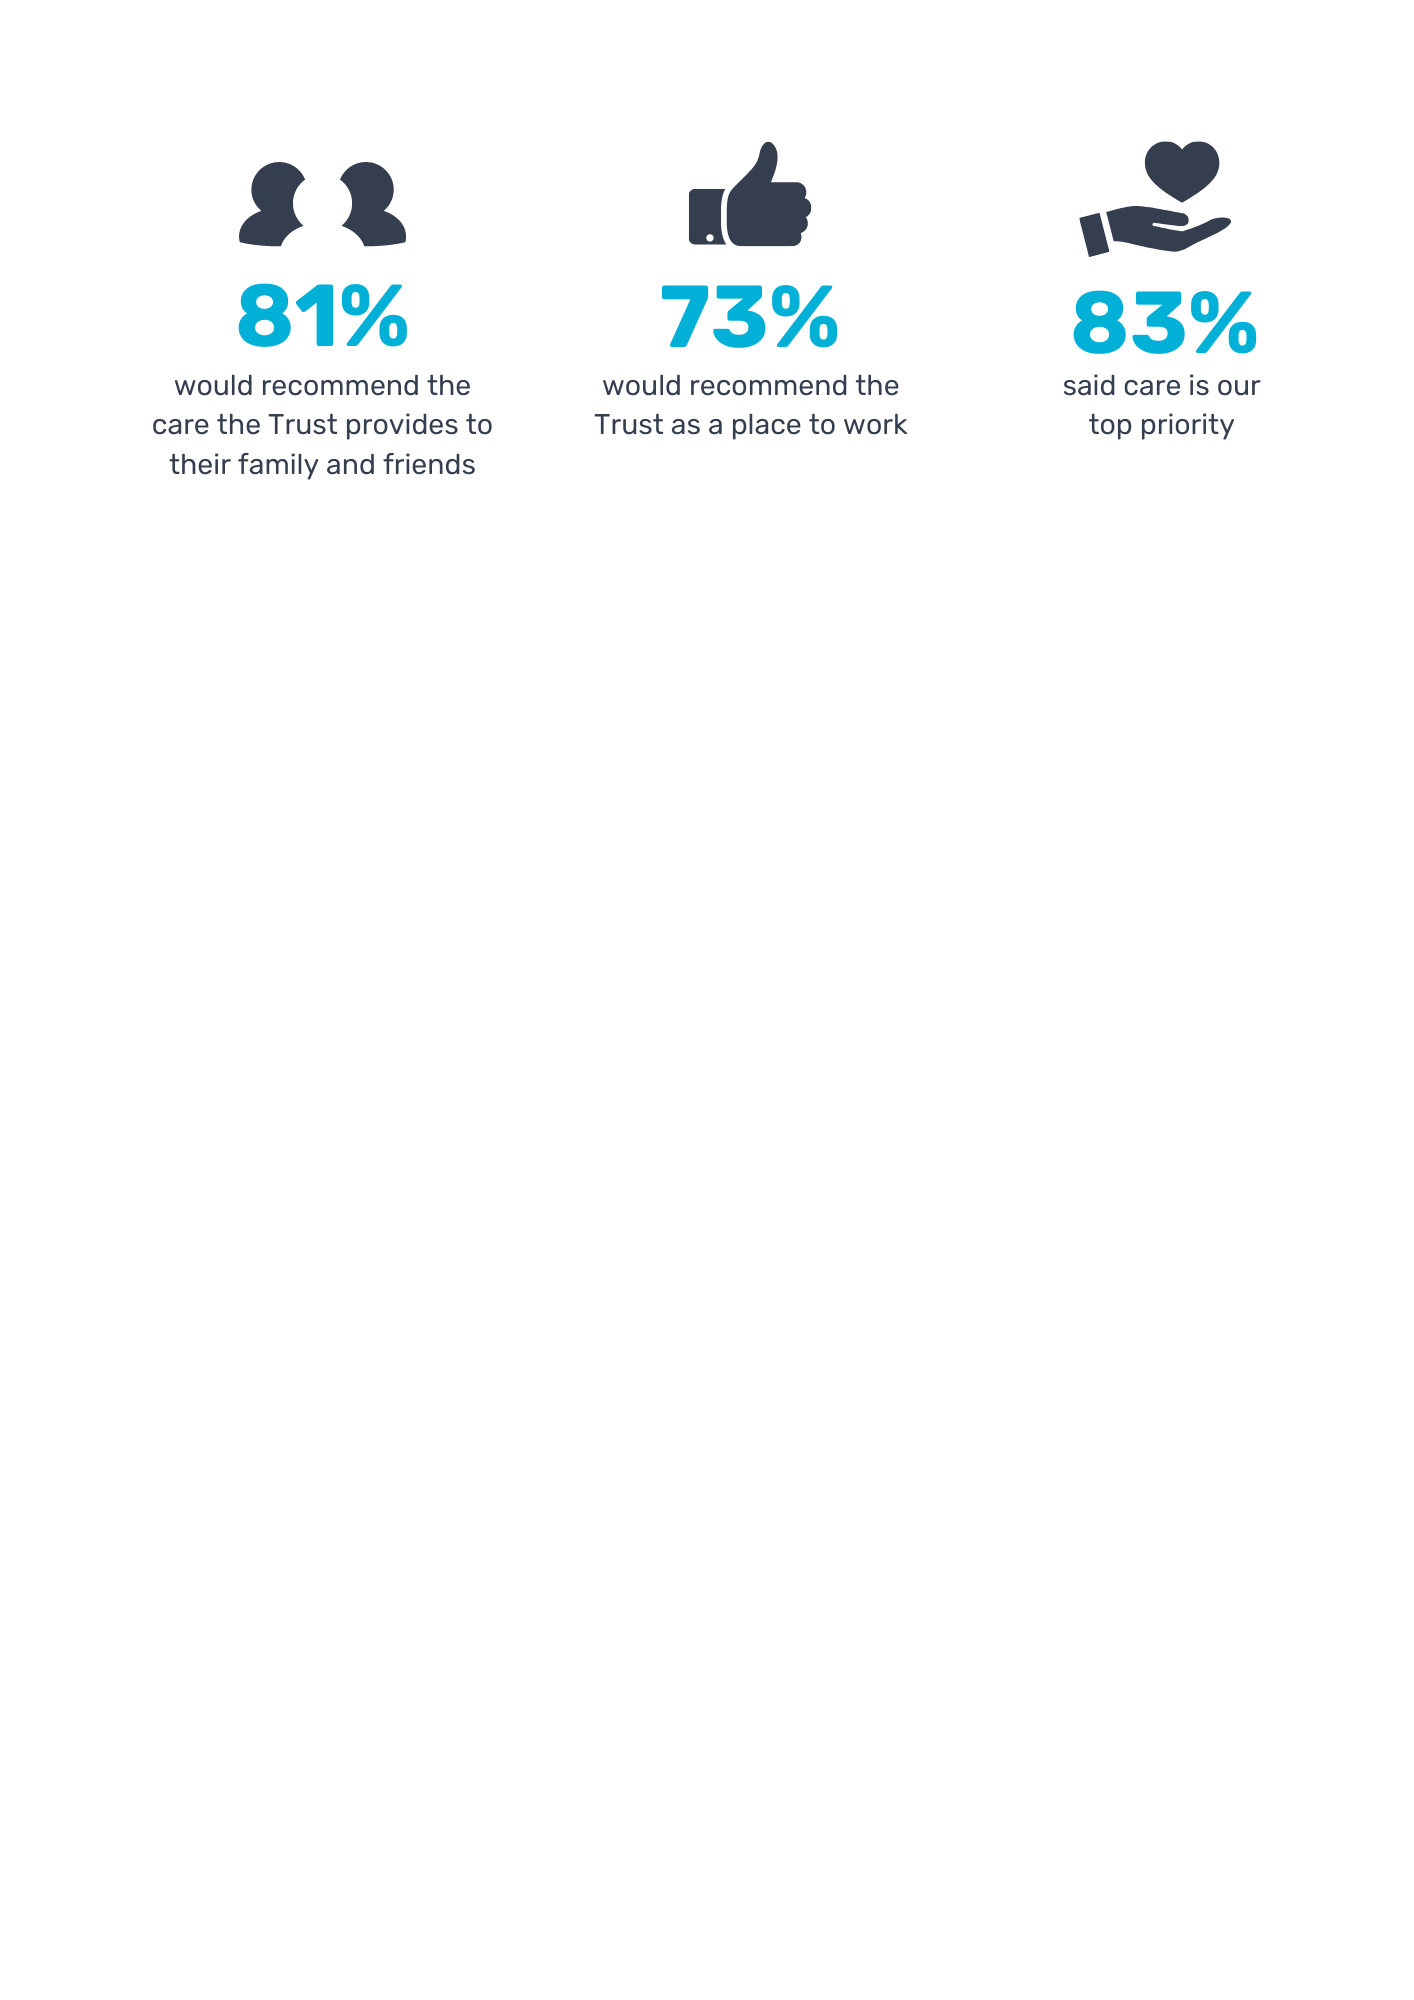 81%
would recommend the
care the Trust provides to
their family and friends
73%
would recommend the
Trust as a place to work
83%
said care is our
top priority